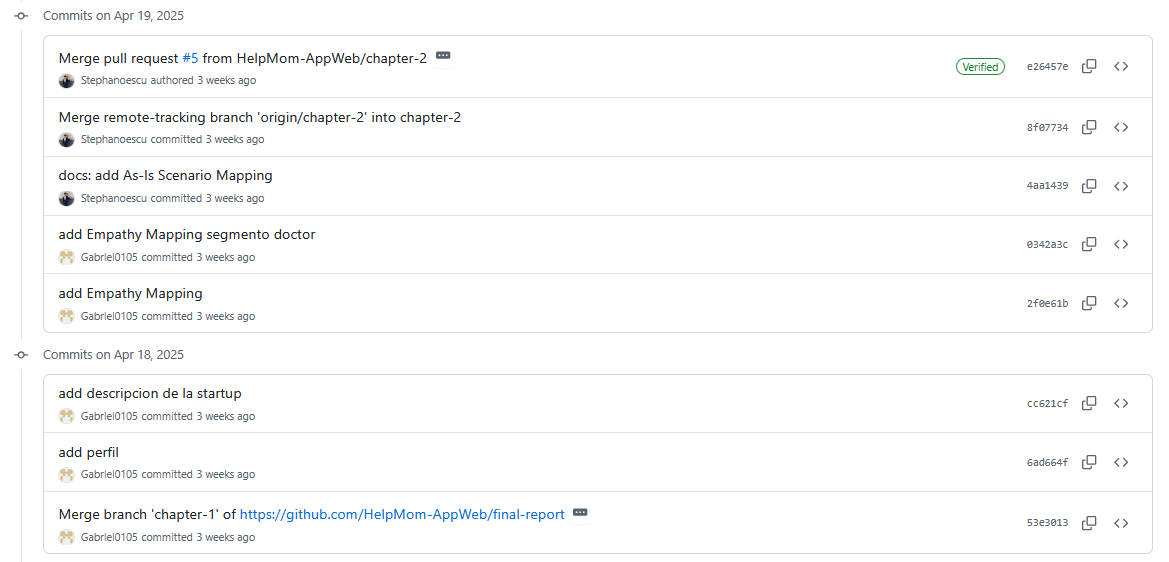 Commits on Apr 19, 2025
Merge pull request #5 from HelpMom-AppWeb/chapter-2
Stephanoescu authored 3 weeks ago
Verified
e26457e
Merge remote-tracking branch 'origin/chapter-2' into chapter-2
Stephanoescu committed 3 weeks ago
8f07734
docs: add As-Is Scenario Mapping
Stephanoescu committed 3 weeks ago
4aa1439
add Empathy Mapping segmento doctor
Gabriel0105 committed 3 weeks ago
0342a3c
add Empathy Mapping
Gabriel0105 committed 3 weeks ago
2f0e61b
Commits on Apr 18, 2025
add descripcion de la startup
Gabriel0105 committed 3 weeks ago
cc621cf
add perfil
Gabriel0105 committed 3 weeks ago
6ad664f
Merge branch 'chapter-1' of https://github.com/HelpMom-AppWeb/final-report
Gabriel0105 committed 3 weeks ago
53e3013